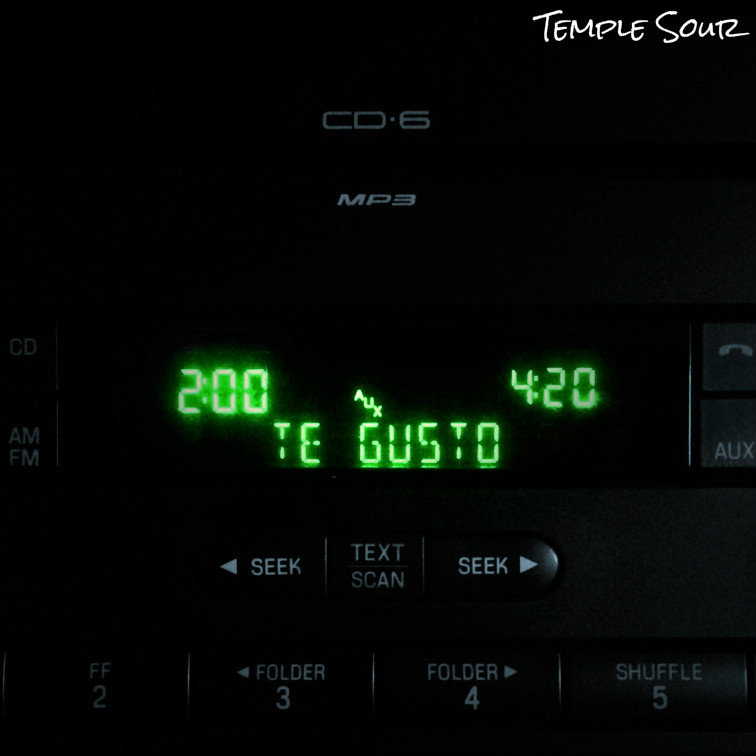 TEMPLE SOUR
CD·6
MP3
CD
2:00
AUX
4:20
AM
FM
TE GUSTO
AUX
◀ SEEK
TEXT
SCAN
SEEK ▶
FF
2
◀ FOLDER
3
FOLDER ▶
4
SHUFFLE
5